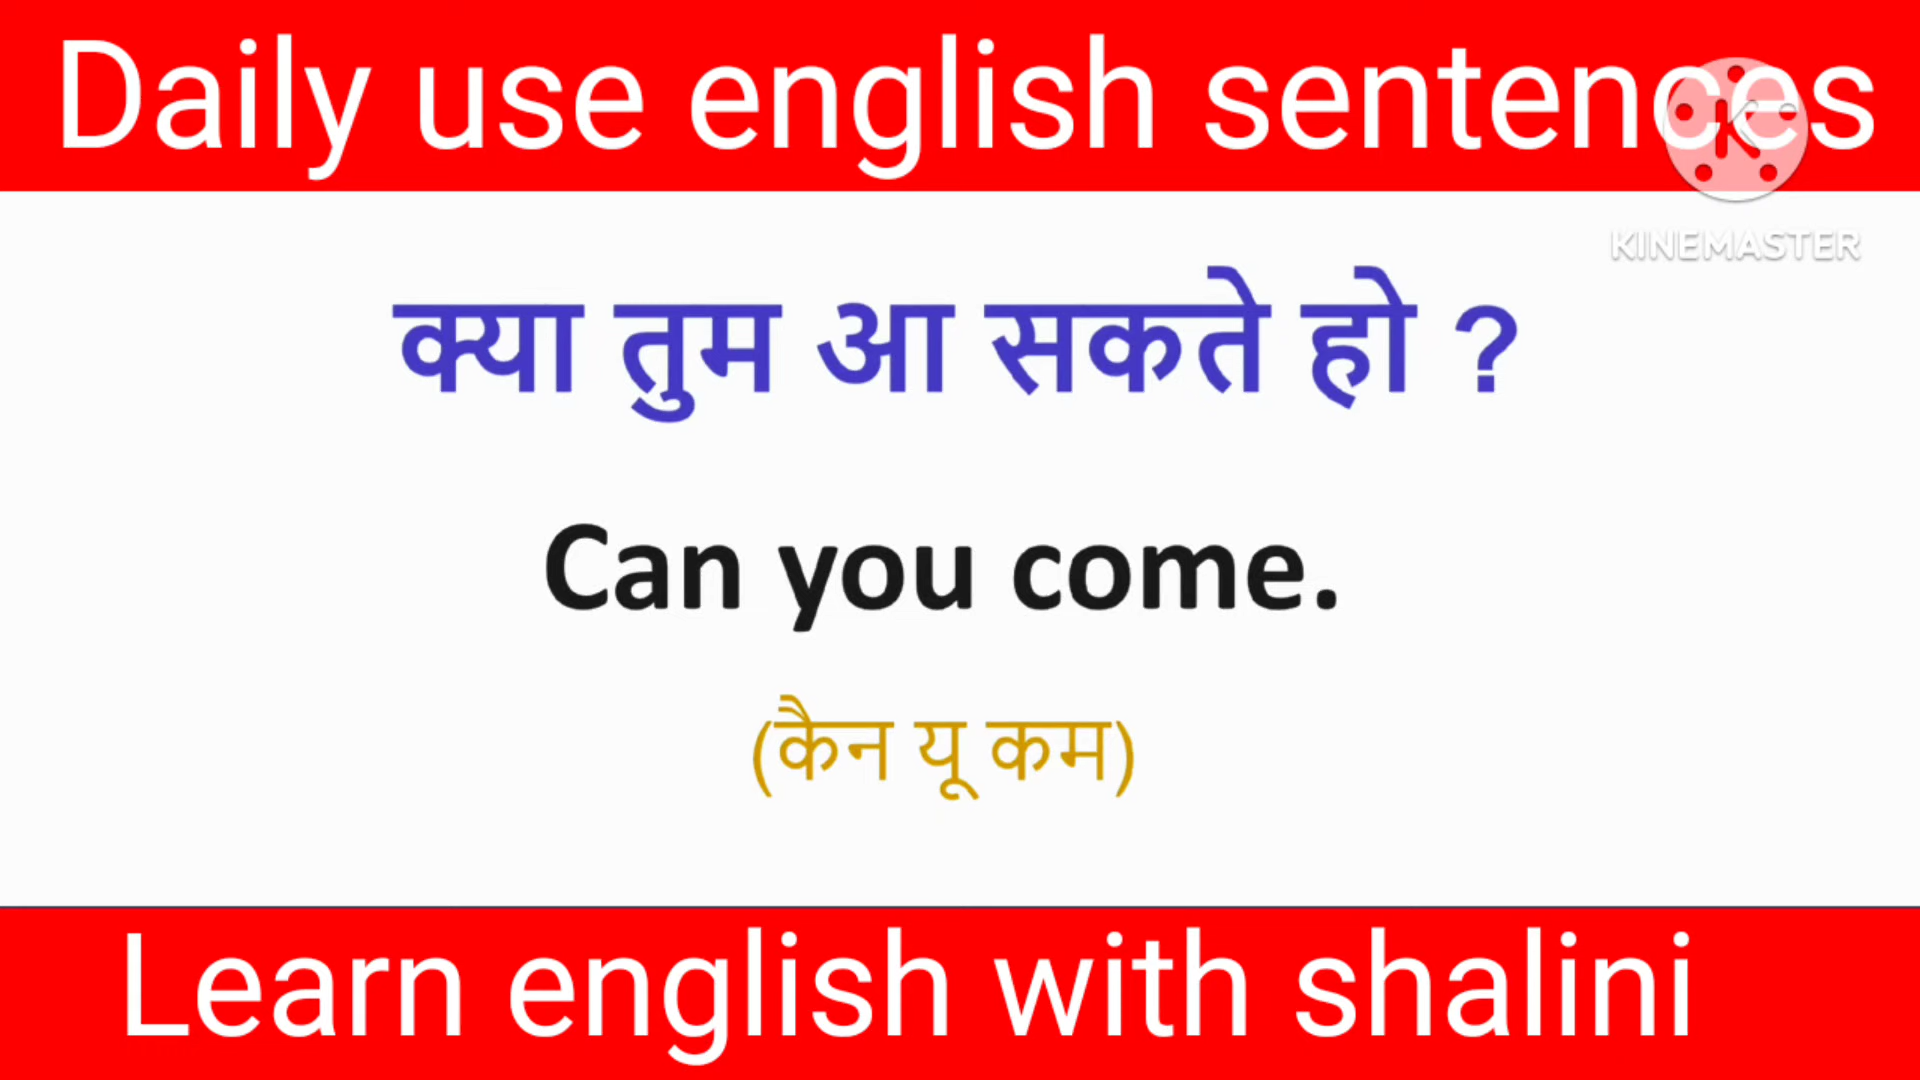 Daily use english sentences
KINEMASTER
क्या तुम आ सकते हो ?
Can you come.
(कैन यू कम)
Learn english with shalini